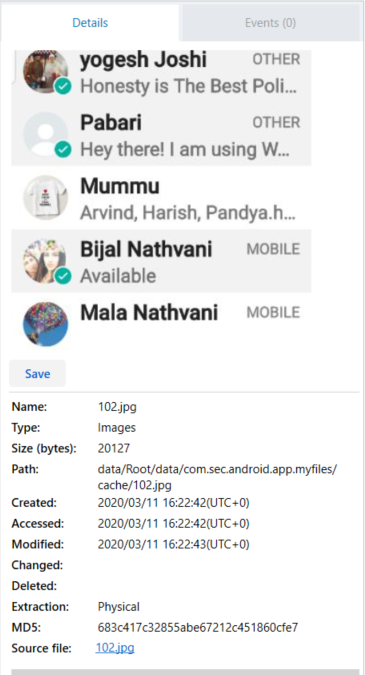 Details
Events (0)
yogesh Joshi OTHER
Honesty is The Best Poli...
Pabari OTHER
Hey there! I am using W...
Mummu
Arvind, Harish, Pandya.h...
Bijal Nathvani MOBILE
Available
Mala Nathvani MOBILE
Save
Name: 102.jpg
Type: Images
Size (bytes): 20127
Path: data/Root/data/com.sec.android.app.myfiles/
cache/102.jpg
Created: 2020/03/11 16:22:42(UTC+0)
Accessed: 2020/03/11 16:22:42(UTC+0)
Modified: 2020/03/11 16:22:43(UTC+0)
Changed:
Deleted:
Extraction: Physical
MD5: 683c417c32855abe67212c451860cfe7
Source file: 102.jpg